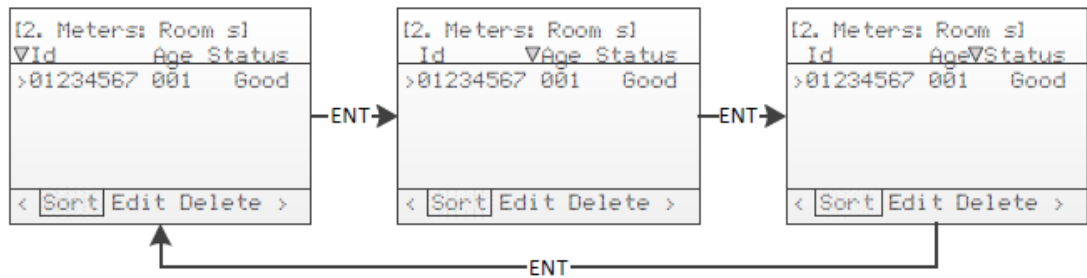 [2. Meters: Room s]
▽Id Age Status
>01234567 001 Good
< Sort Edit Delete >
ENT
[2. Meters: Room s]
Id ▽Age Status
>01234567 001 Good
< Sort Edit Delete >
ENT
[2. Meters: Room s]
Id Age▽Status
>01234567 001 Good
< Sort Edit Delete >
ENT